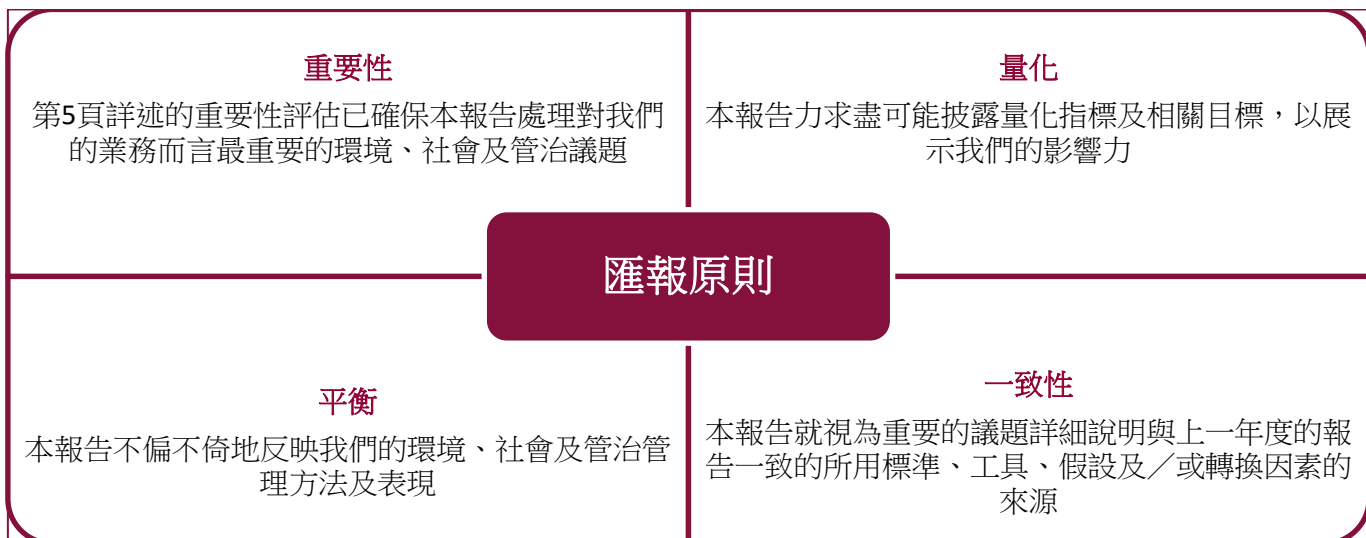 重要性
第5頁詳述的重要性評估已確保本報告處理對我們
的業務而言最重要的環境、社會及管治議題
量化
本報告力求盡可能披露量化指標及相關目標，以展
示我們的影響力
匯報原則
平衡
本報告不偏不倚地反映我們的環境、社會及管治管
理方法及表現
一致性
本報告就視為重要的議題詳細說明與上一年度的報
告一致的所用標準、工具、假設及／或轉換因素的
來源